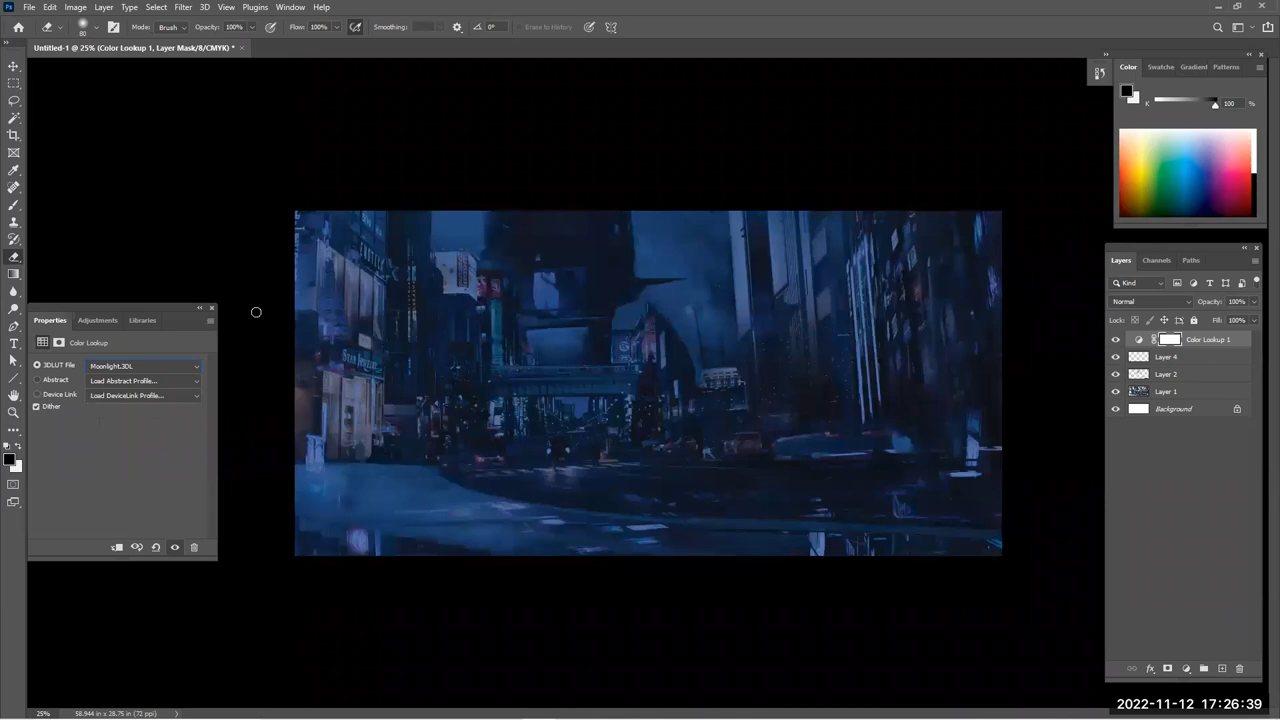 Ps File Edit Image Layer Type Select Filter 3D View Plugins Window Help
80 Mode: Brush Opacity: 100% Flow: 100% Smoothing: 0° Erase to History
Untitled-1 @ 25% (Color Lookup 1, Layer Mask/8/CMYK) *
Color Swatche Gradient Patterns
K 100 %
Properties Adjustments Libraries
Color Lookup
3DLUT File Moonlight.3DL
Abstract Load Abstract Profile...
Device Link Load DeviceLink Profile...
Dither
Layers Channels Paths
Kind
Normal Opacity: 100%
Lock: Fill: 100%
Color Lookup 1
Layer 4
Layer 2
Layer 1
Background
fx
25% 58.944 in x 28.75 in (72 ppi)
2022-11-12 17:26:39